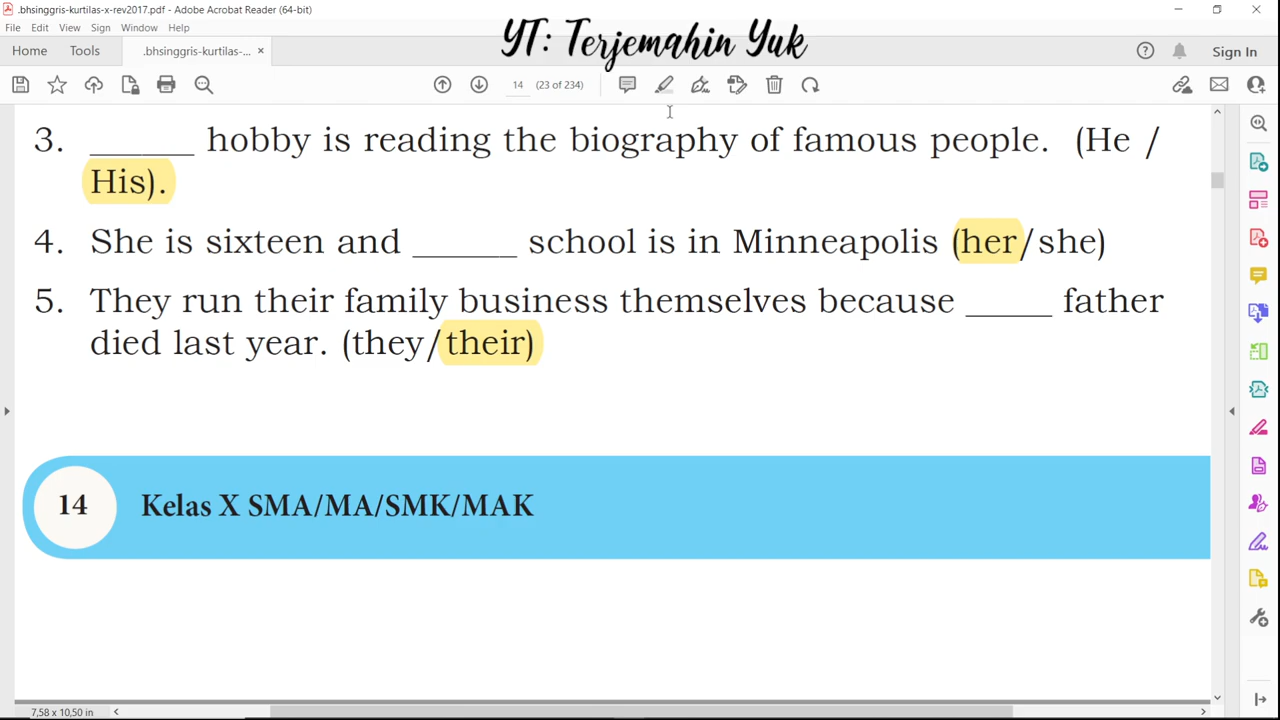 .bhsinggris-kurtilas-x-rev2017.pdf - Adobe Acrobat Reader (64-bit)
File Edit View Sign Window Help
YT: Terjemahin Yuk
Home Tools .bhsinggris-kurtilas-... × Sign In
14 (23 of 234)
3. ______ hobby is reading the biography of famous people. (He /
His).
4. She is sixteen and ______ school is in Minneapolis (her/she)
5. They run their family business themselves because _____ father
died last year. (they/their)
14 Kelas X SMA/MA/SMK/MAK
7,58 x 10,50 in